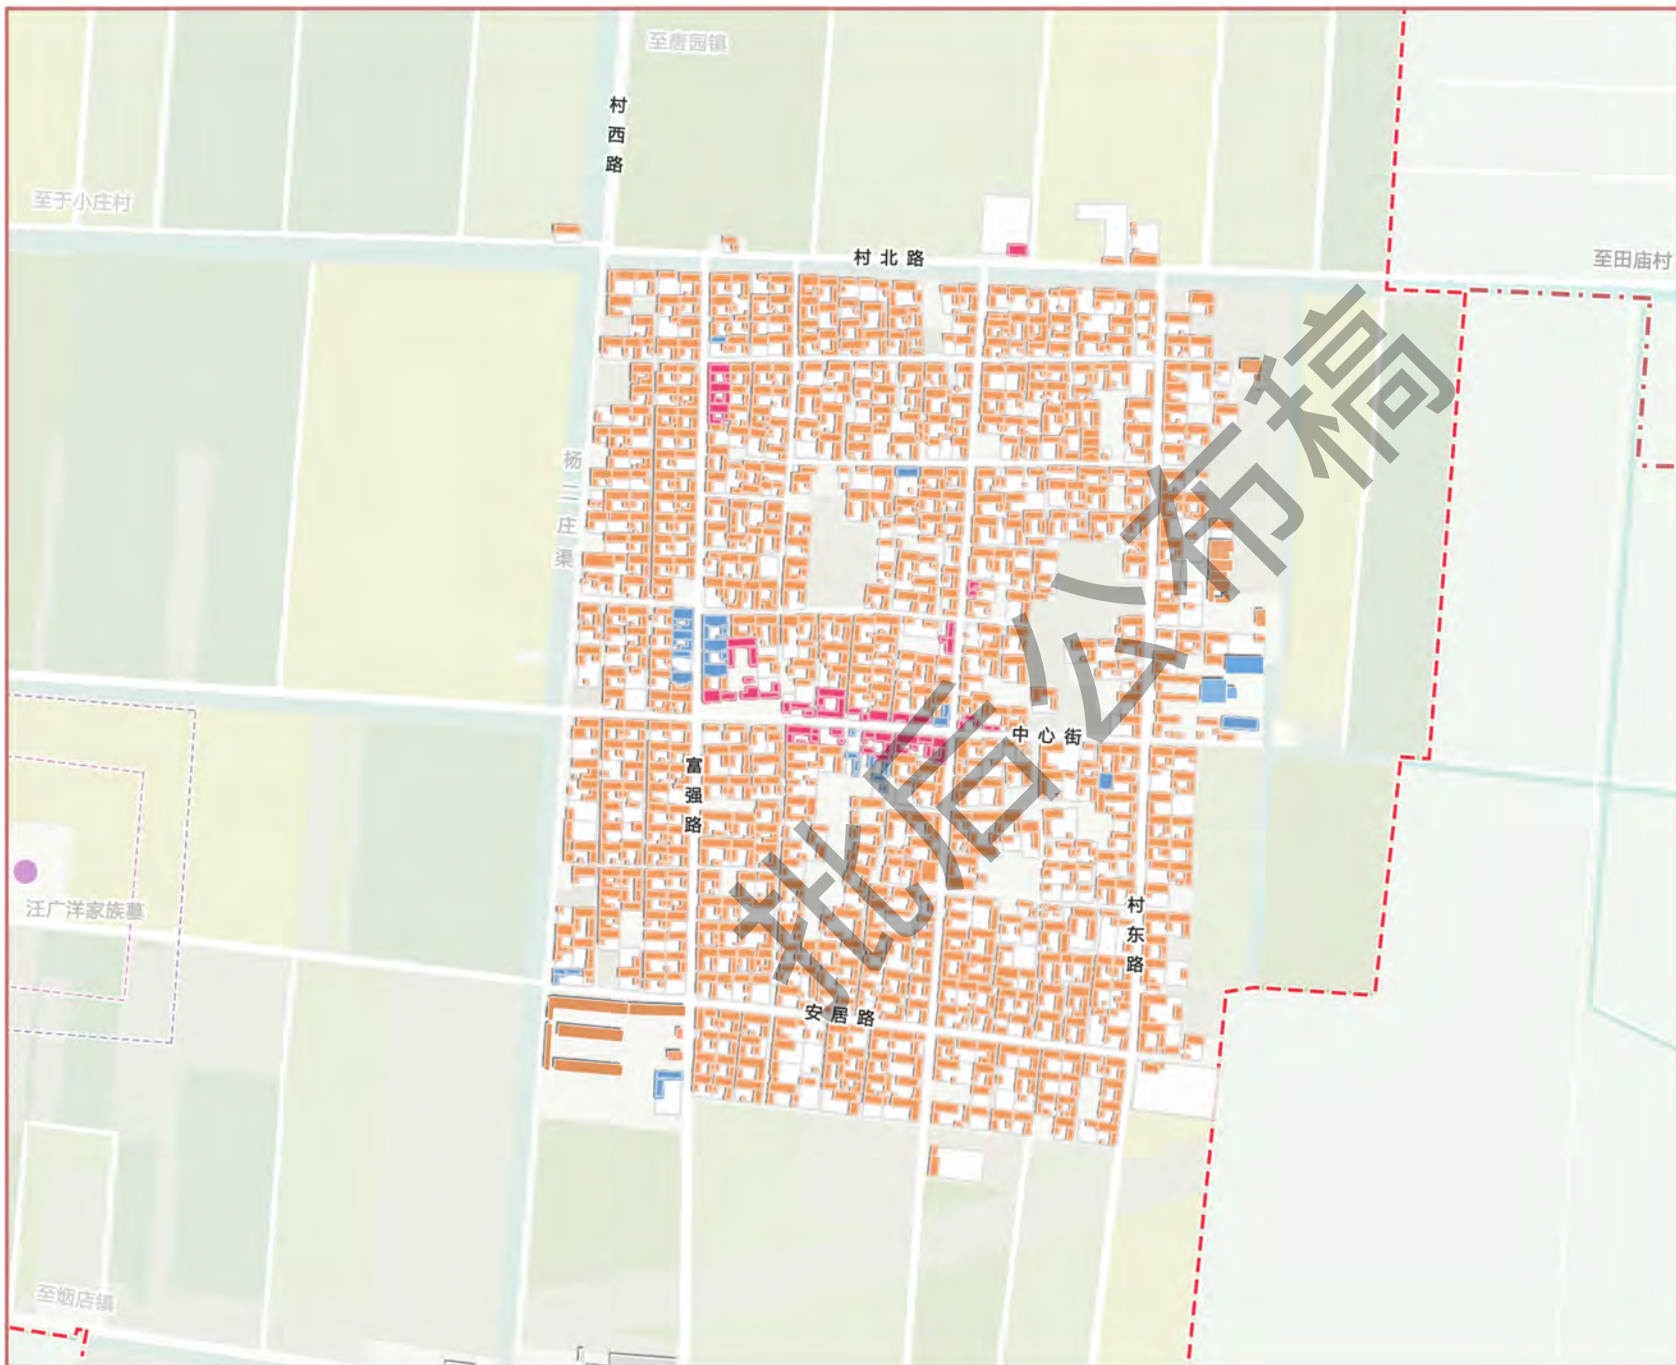 至唐园镇
村西路
至于小庄村
村北路
至田庙村
杨二庄渠
中心街
富强路
汪广洋家族墓
村东路
安居路
至烟店镇
批后公布稿